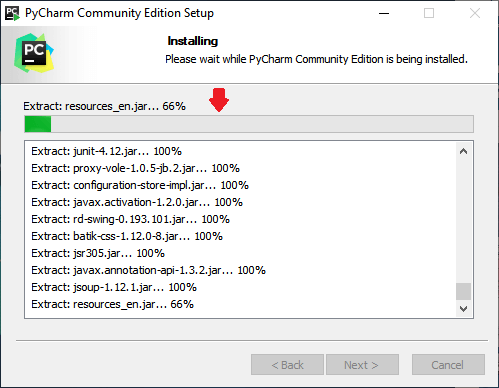 PC
PyCharm Community Edition Setup
PC
Installing
Please wait while PyCharm Community Edition is being installed.
Extract: resources_en.jar... 66%
Extract: junit-4.12.jar... 100%
Extract: proxy-vole-1.0.5-jb.2.jar... 100%
Extract: configuration-store-impl.jar... 100%
Extract: javax.activation-1.2.0.jar... 100%
Extract: rd-swing-0.193.101.jar... 100%
Extract: batik-css-1.12.0-8.jar... 100%
Extract: jsr305.jar... 100%
Extract: javax.annotation-api-1.3.2.jar... 100%
Extract: jsoup-1.12.1.jar... 100%
Extract: resources_en.jar... 66%
< Back Next > Cancel